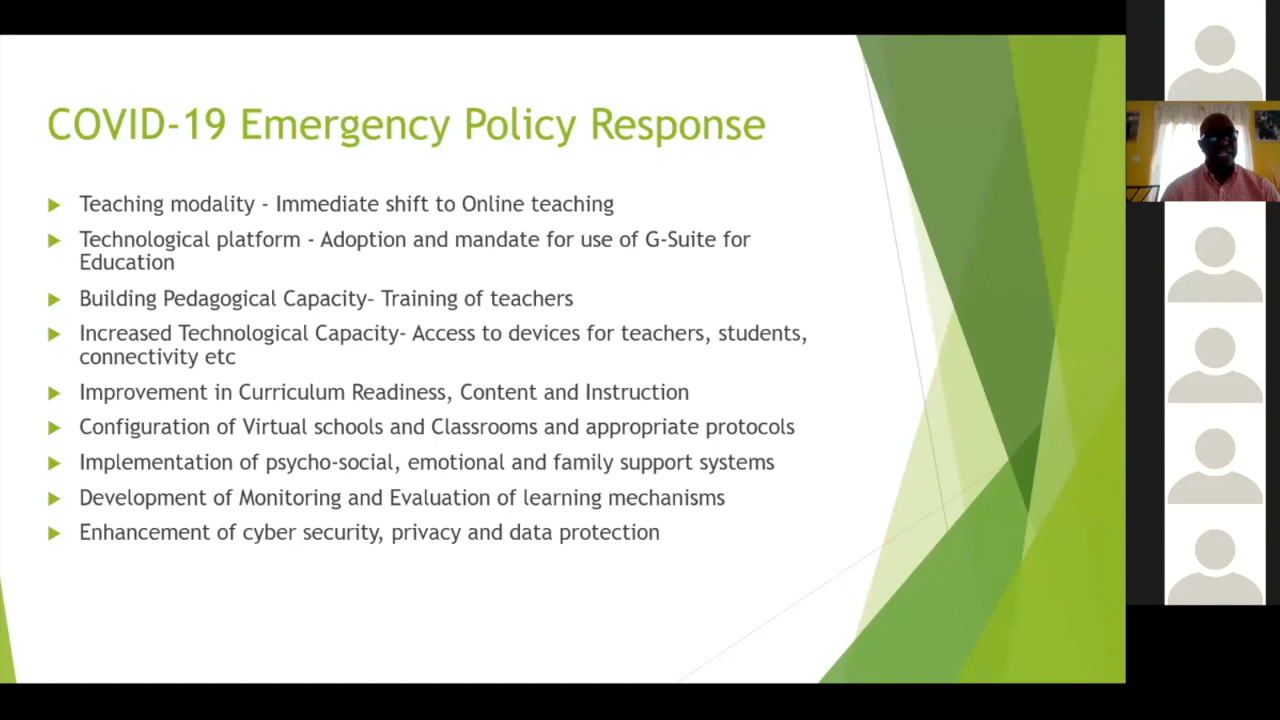 COVID-19 Emergency Policy Response
Teaching modality - Immediate shift to Online teaching
Technological platform - Adoption and mandate for use of G-Suite for
Education
Building Pedagogical Capacity– Training of teachers
Increased Technological Capacity- Access to devices for teachers, students,
connectivity etc
Improvement in Curriculum Readiness, Content and Instruction
Configuration of Virtual schools and Classrooms and appropriate protocols
Implementation of psycho-social, emotional and family support systems
Development of Monitoring and Evaluation of learning mechanisms
Enhancement of cyber security, privacy and data protection